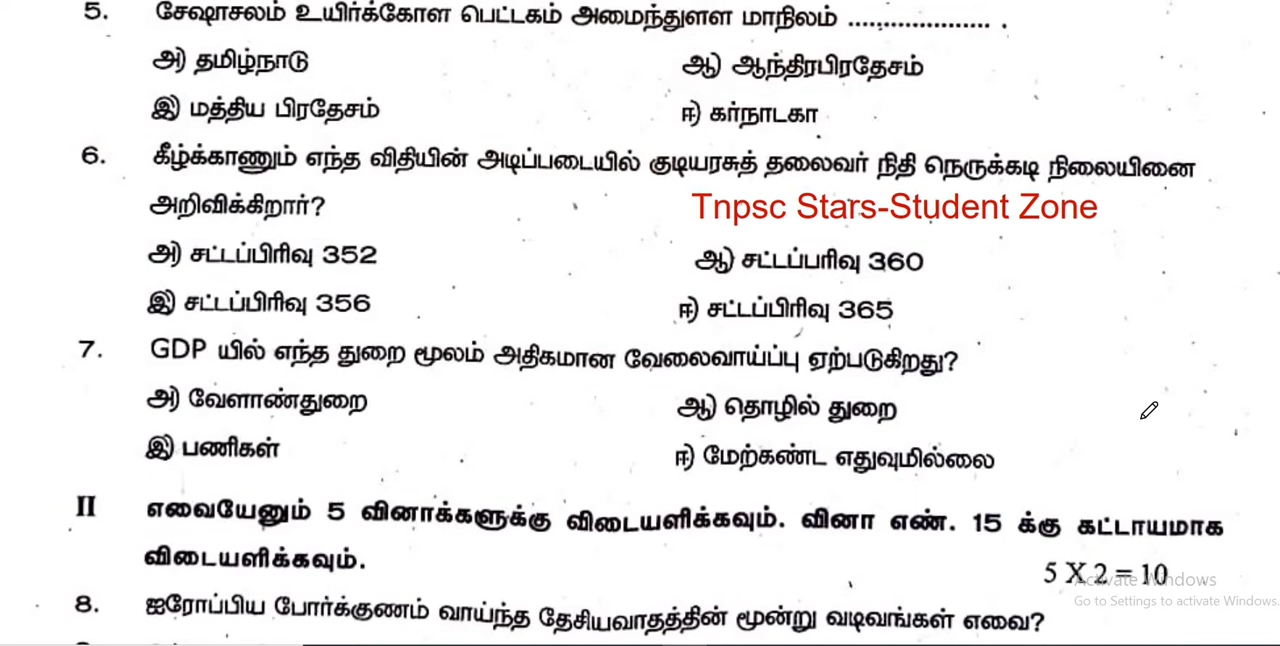 5. சேஷாசலம் உயிர்க்கோள பெட்டகம் அமைந்துளள மாநிலம் .................... .
அ) தமிழ்நாடு ஆ) ஆந்திரபிரதேசம்
இ) மத்திய பிரதேசம் ஈ) கர்நாடகா
6. கீழ்க்காணும் எந்த விதியின் அடிப்படையில் குடியரசுத் தலைவர் நிதி நெருக்கடி நிலையினை
அறிவிக்கிறார்? Tnpsc Stars-Student Zone
அ) சட்டப்பிரிவு 352 ஆ) சட்டப்பரிவு 360
இ) சட்டப்பிரிவு 356 ஈ) சட்டப்பிரிவு 365
7. GDP யில் எந்த துறை மூலம் அதிகமான வேலைவாய்ப்பு ஏற்படுகிறது?
அ) வேளாண்துறை ஆ) தொழில் துறை
இ) பணிகள் ஈ) மேற்கண்ட எதுவுமில்லை
II எவையேனும் 5 வினாக்களுக்கு விடையளிக்கவும். வினா எண். 15 க்கு கட்டாயமாக
விடையளிக்கவும். 5 X 2 = 10
Activate Windows
Go to Settings to activate Windows.
8. ஐரோப்பிய போர்க்குணம் வாய்ந்த தேசியவாதத்தின் மூன்று வடிவங்கள் எவை?